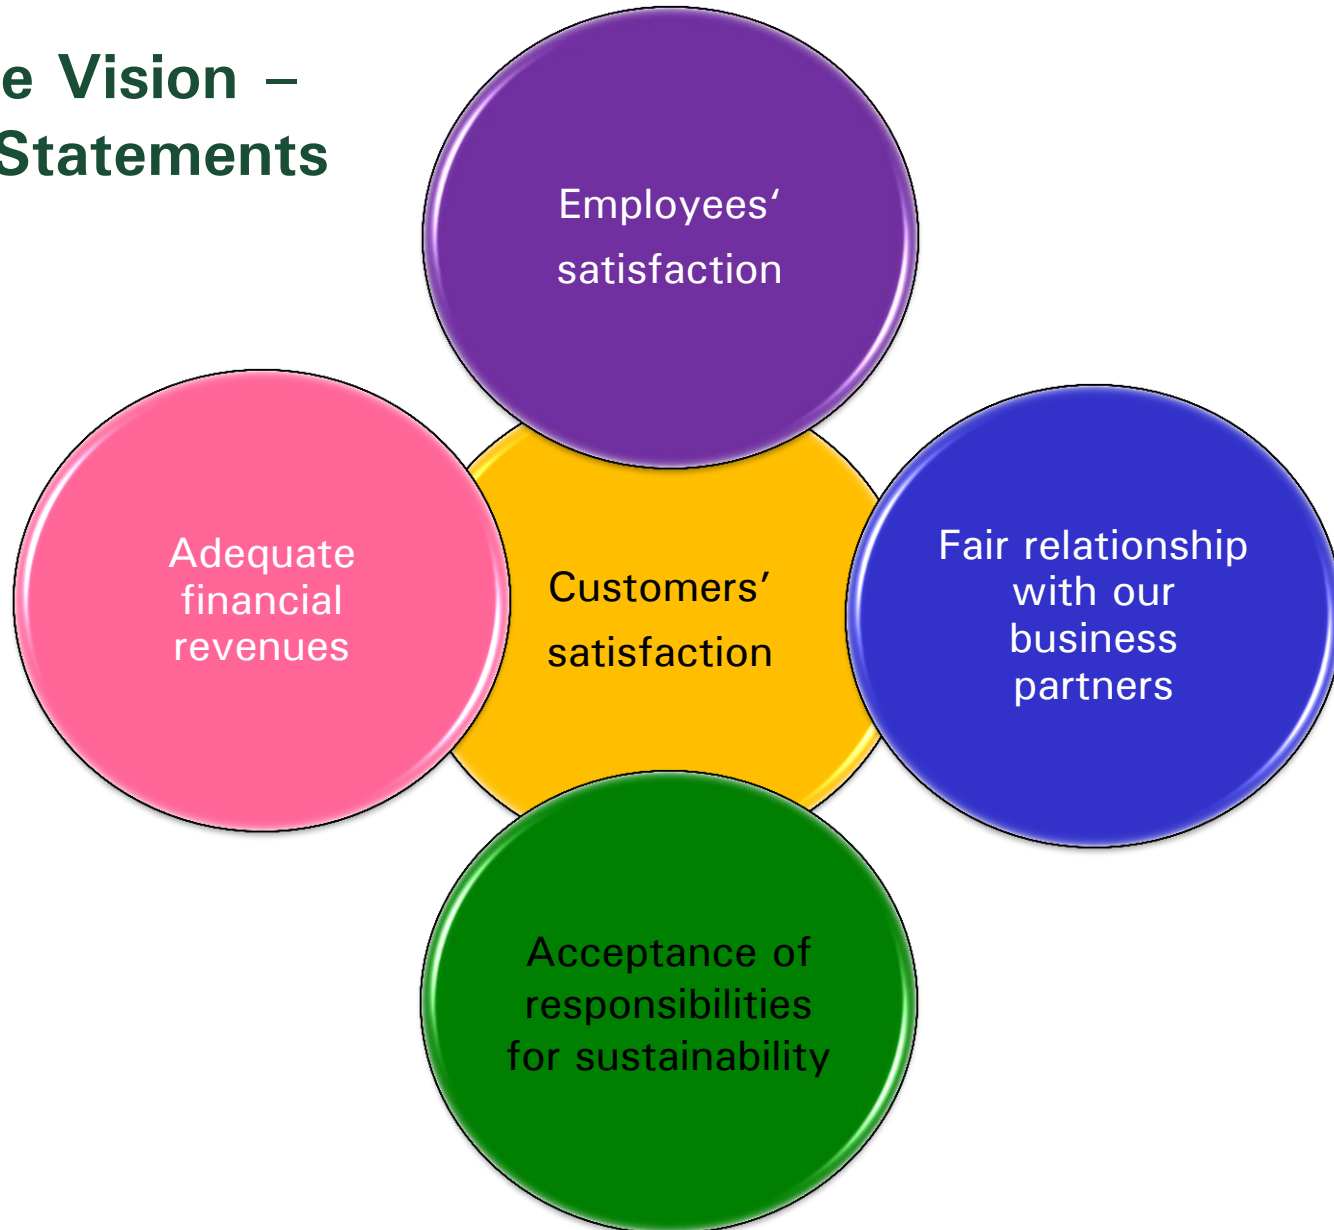 e Vision –
Statements
Employees‘
satisfaction
Adequate
financial
revenues
Customers’
satisfaction
Fair relationship
with our
business
partners
Acceptance of
responsibilities
for sustainability